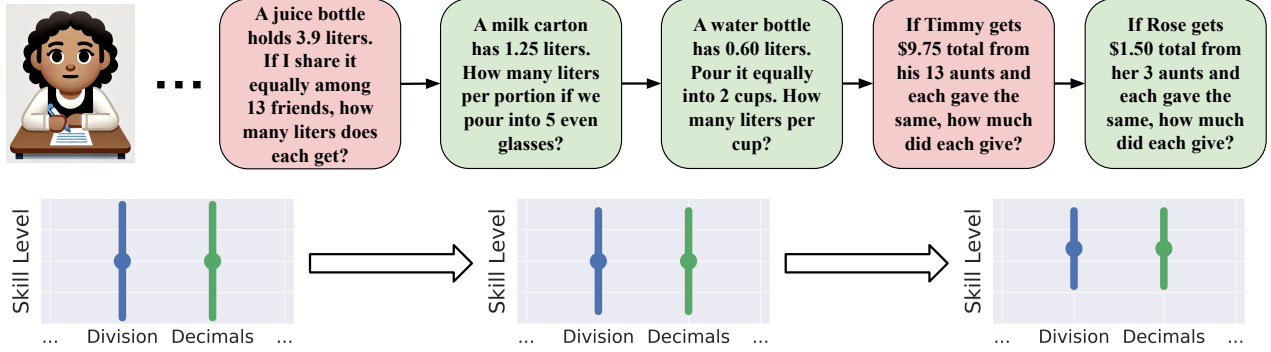 A juice bottle
holds 3.9 liters.
If I share it
equally among
13 friends, how
many liters does
each get?
A milk carton
has 1.25 liters.
How many liters
per portion if we
pour into 5 even
glasses?
A water bottle
has 0.60 liters.
Pour it equally
into 2 cups. How
many liters per
cup?
If Timmy gets
$9.75 total from
his 13 aunts and
each gave the
same, how much
did each give?
If Rose gets
$1.50 total from
her 3 aunts and
each gave the
same, how much
did each give?
...
Skill Level
... Division Decimals ...
Skill Level
... Division Decimals ...
Skill Level
... Division Decimals ...